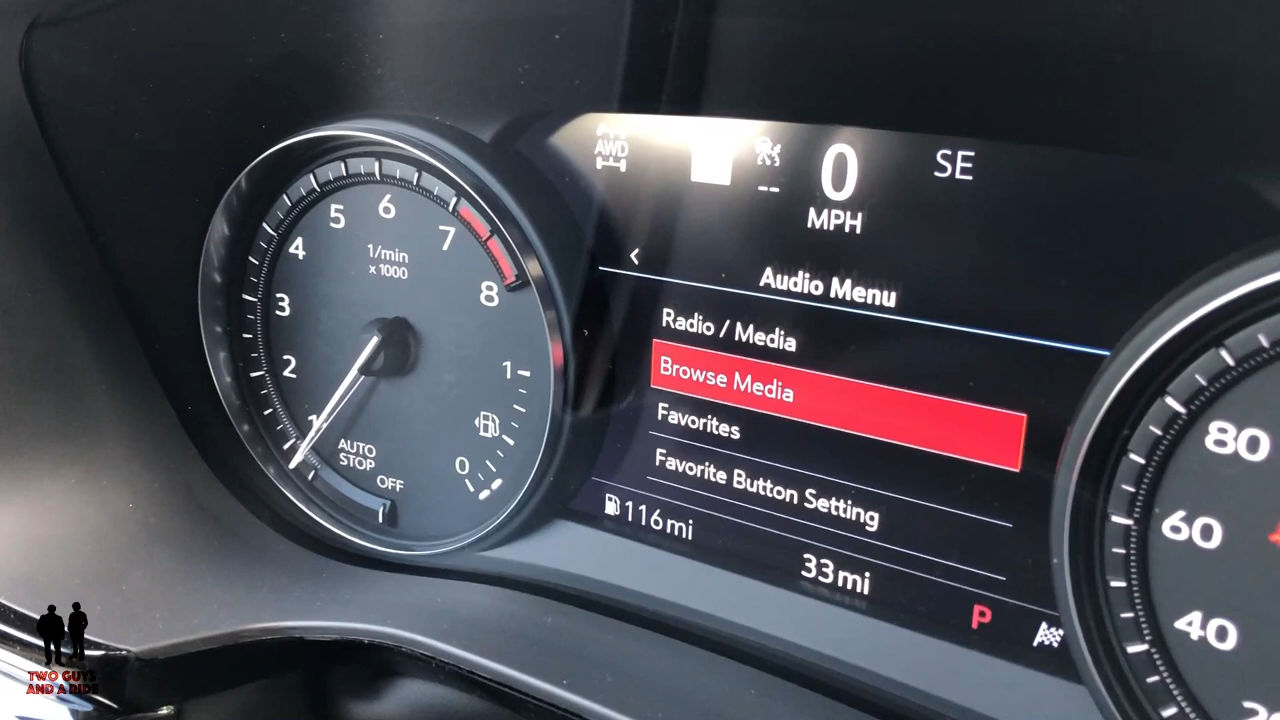 AWD
--
0
MPH
SE
<
Audio Menu
Radio / Media
Browse Media
Favorites
Favorite Button Setting
116mi
33mi
P
1
2
3
4
5
6
7
8
1/min
x 1000
AUTO
STOP
OFF
1
0
80
60
40
TWO GUYS
AND A RIDE